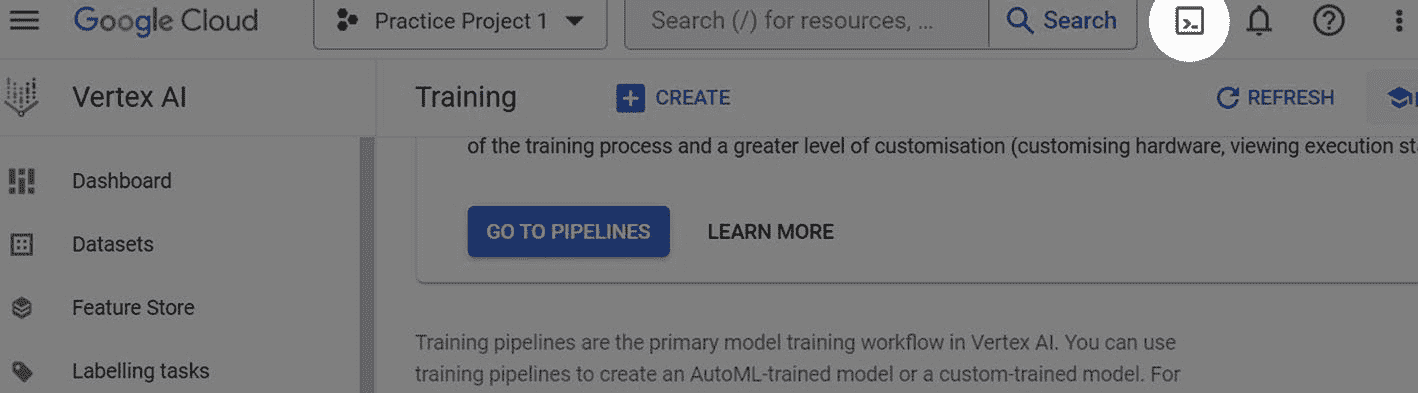 Google Cloud
Practice Project 1
Search (/) for resources, ...
Search
Vertex AI
Training
CREATE
REFRESH
of the training process and a greater level of customisation (customising hardware, viewing execution
Dashboard
GO TO PIPELINES
LEARN MORE
Datasets
Feature Store
Training pipelines are the primary model training workflow in Vertex AI. You can use
Labelling tasks
training pipelines to create an AutoML-trained model or a custom-trained model. For